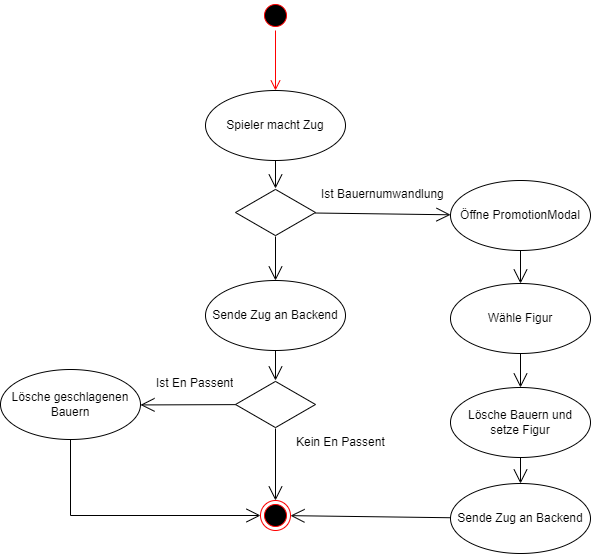 Spieler macht Zug
Ist Bauernumwandlung
Öffne PromotionModal
Sende Zug an Backend
Wähle Figur
Ist En Passent
Lösche geschlagenen
Bauern
Kein En Passent
Lösche Bauern und
setze Figur
Sende Zug an Backend